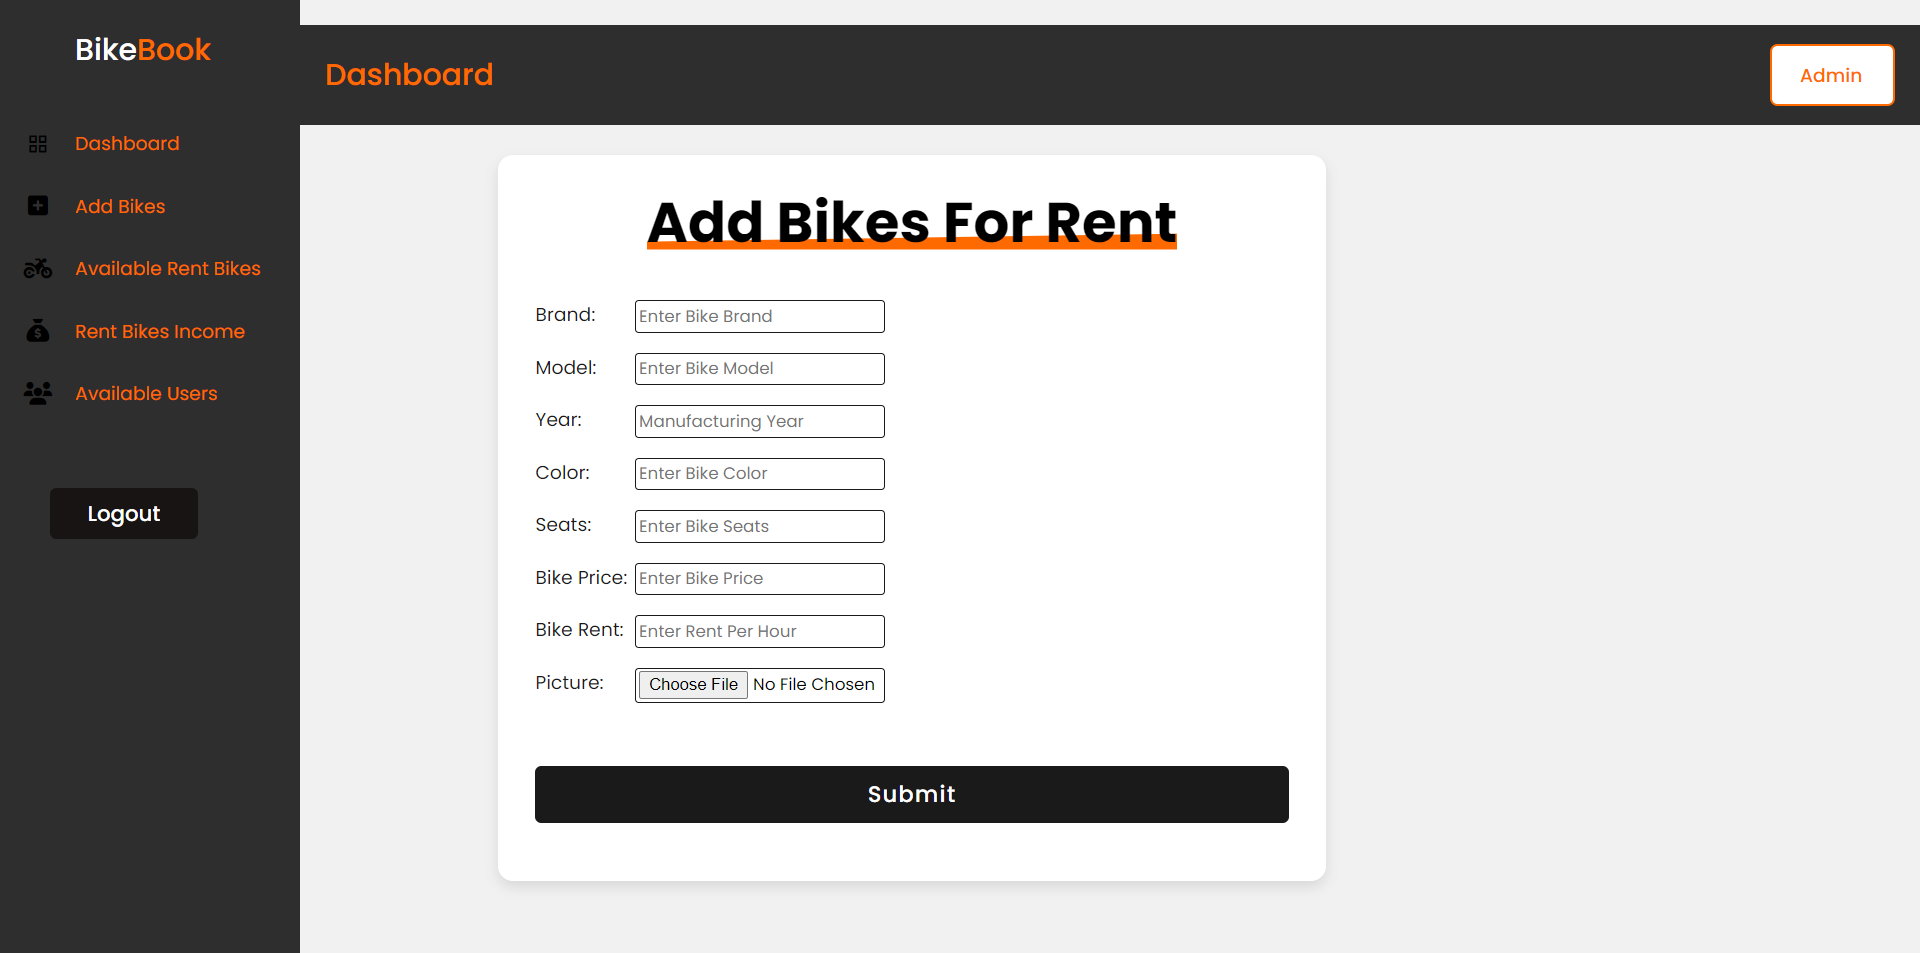 BikeBook
Dashboard
Add Bikes
Available Rent Bikes
Rent Bikes Income
Available Users
Logout
Dashboard
Admin
Add Bikes For Rent
Brand: Enter Bike Brand
Model: Enter Bike Model
Year: Manufacturing Year
Color: Enter Bike Color
Seats: Enter Bike Seats
Bike Price: Enter Bike Price
Bike Rent: Enter Rent Per Hour
Picture: Choose File No File Chosen
Submit